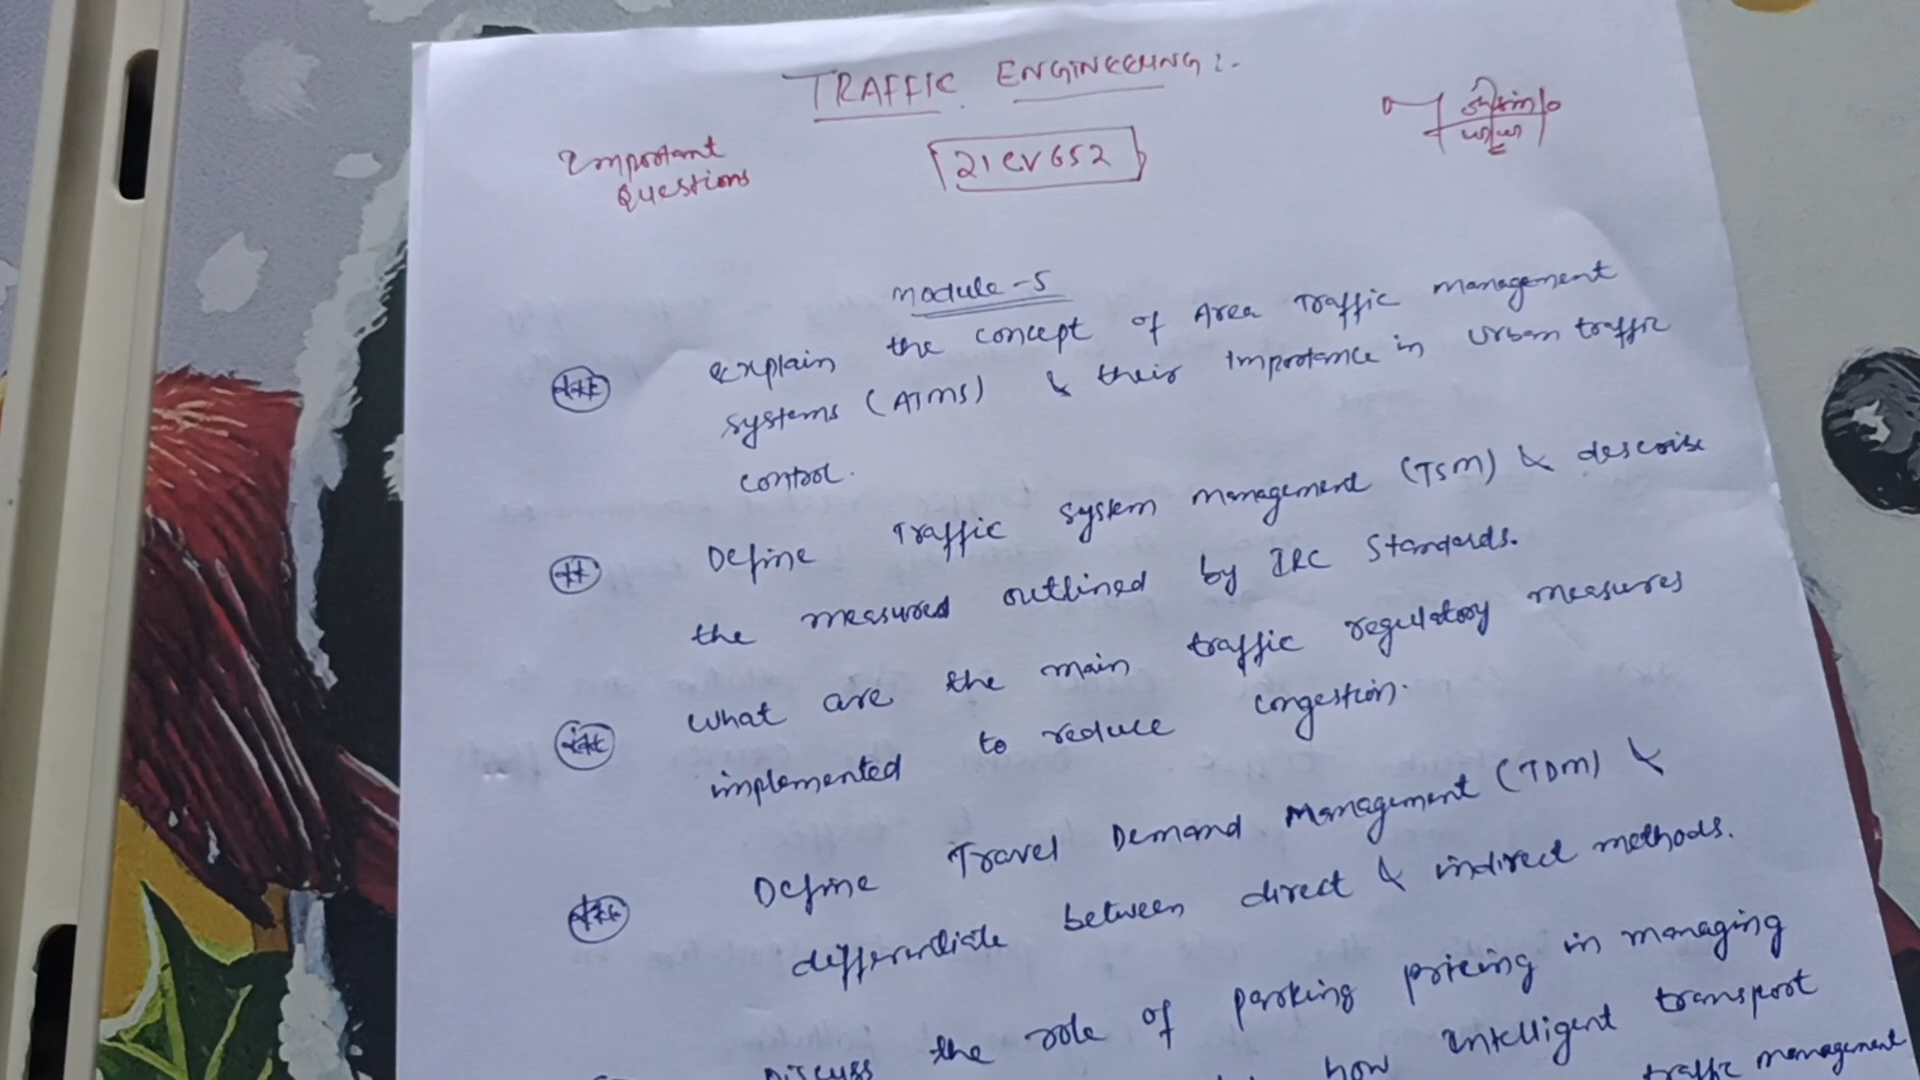 TRAFFIC ENGINEERING :-
Important
Questions
21CV652
Module-5
*** Explain the concept of Area Traffic Management
systems (ATMS) & their importance in urban traffic
control.
** Define Traffic System Management (TSM) & describe
the measured outlined by IRC Standards.
*** What are the main traffic regulatory measures
implemented to reduce congestion.
*** Define Travel Demand Management (TDM) &
differentiate between direct & indirect methods.
Discuss the role of parking pricing in managing
how intelligent transport
traffic management